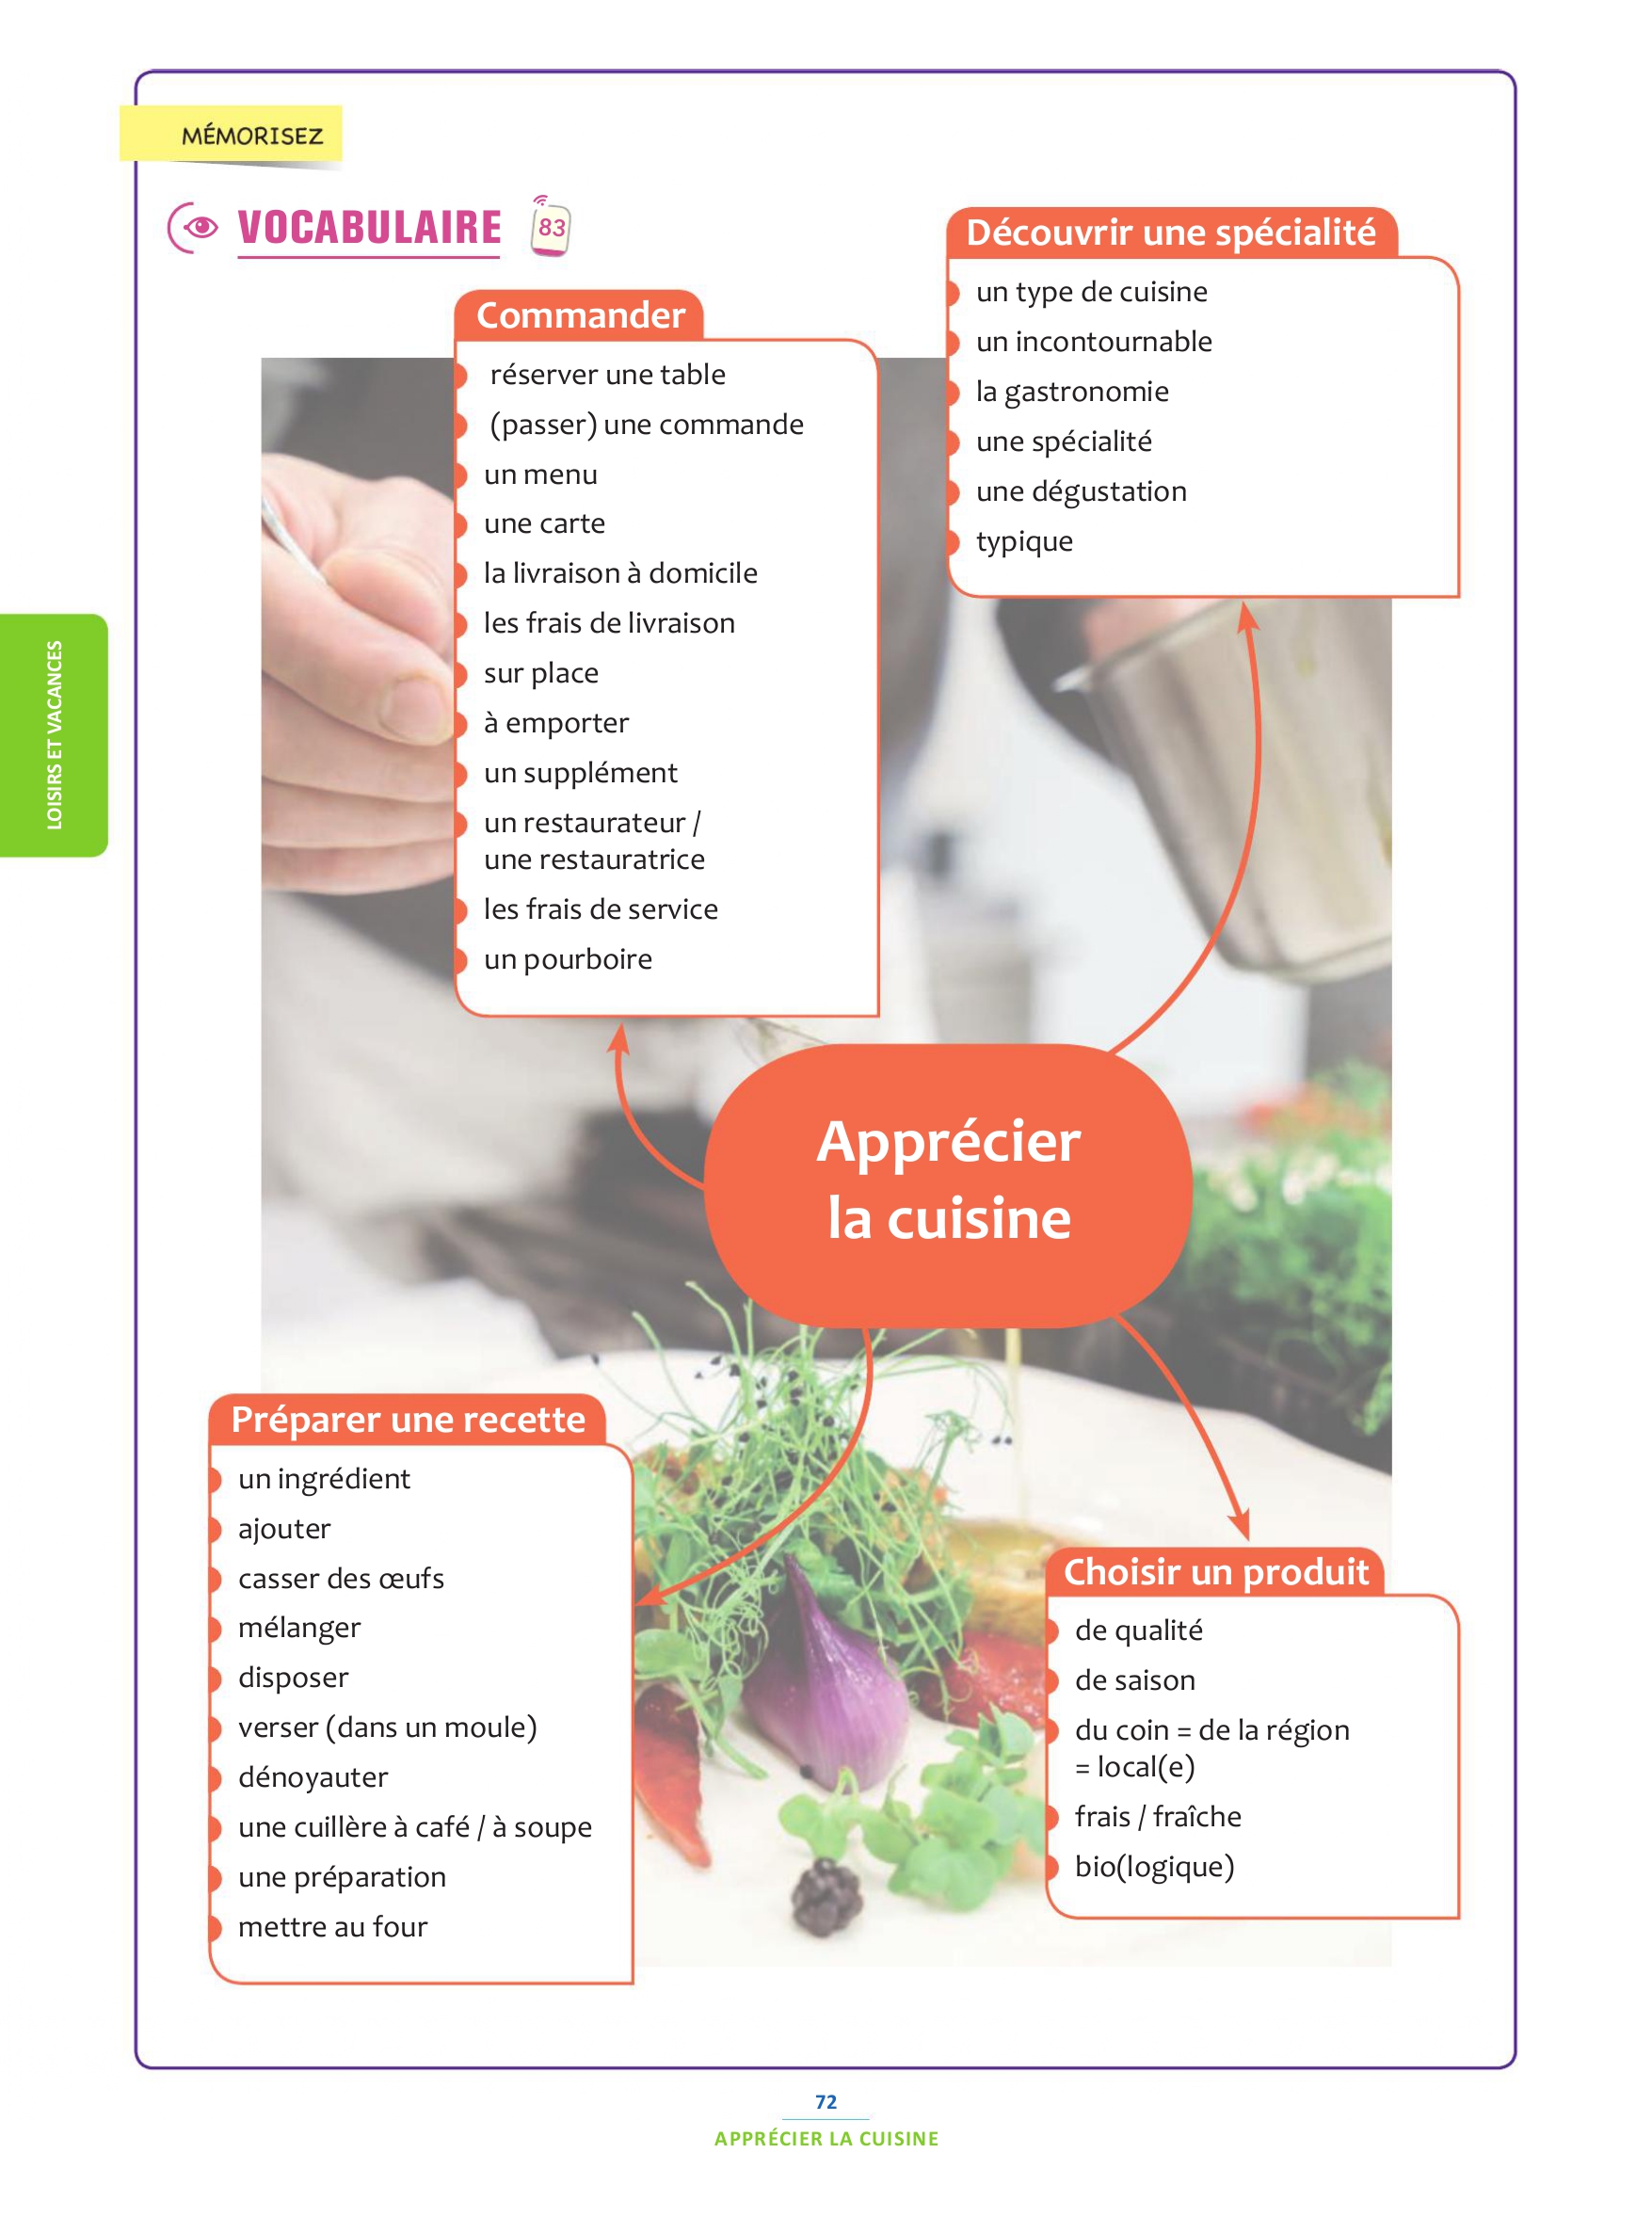 MÉMORISEZ
VOCABULAIRE
83
Découvrir une spécialité
un type de cuisine
un incontournable
la gastronomie
une spécialité
une dégustation
typique
Commander
réserver une table
(passer) une commande
un menu
une carte
la livraison à domicile
les frais de livraison
sur place
à emporter
un supplément
un restaurateur /
une restauratrice
les frais de service
un pourboire
LOISIRS ET VACANCES
Apprécier
la cuisine
Préparer une recette
un ingrédient
ajouter
casser des œufs
mélanger
disposer
verser (dans un moule)
dénoyauter
une cuillère à café / à soupe
une préparation
mettre au four
Choisir un produit
de qualité
de saison
du coin = de la région
= local(e)
frais / fraîche
bio(logique)
72
APPRÉCIER LA CUISINE